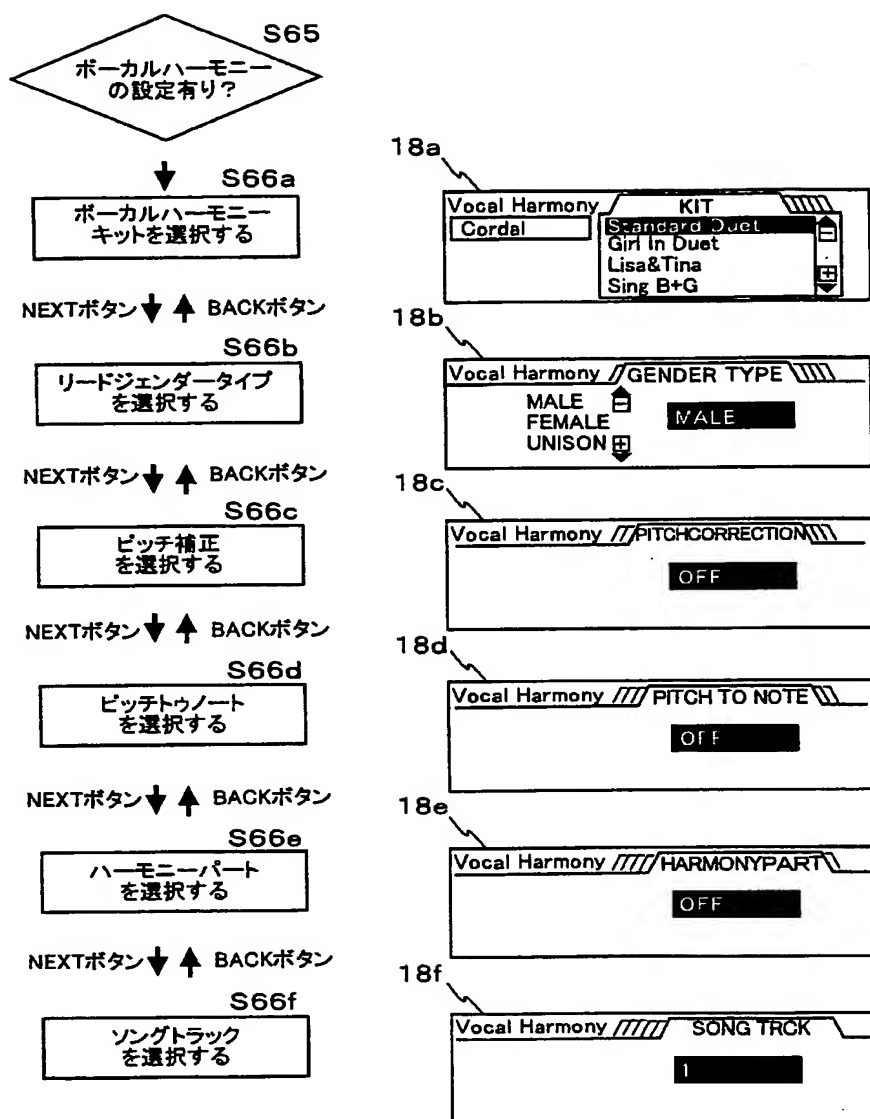 S65
ボーカルハーモニー
の設定有り？
S66a
ボーカルハーモニー
キットを選択する
NEXTボタン BACKボタン
S66b
リードジェンダータイプ
を選択する
NEXTボタン BACKボタン
S66c
ピッチ補正
を選択する
NEXTボタン BACKボタン
S66d
ピッチトゥノート
を選択する
NEXTボタン BACKボタン
S66e
ハーモニーパート
を選択する
NEXTボタン BACKボタン
S66f
ソングトラック
を選択する
18a
Vocal Harmony KIT
Cordal
Standard Duet
Girl In Duet
Lisa&Tina
Sing B+G
18b
Vocal Harmony GENDER TYPE
MALE
FEMALE
UNISON
MALE
18c
Vocal Harmony PITCHCORRECTION
OFF
18d
Vocal Harmony PITCH TO NOTE
OFF
18e
Vocal Harmony HARMONYPART
OFF
18f
Vocal Harmony SONG TRCK
1